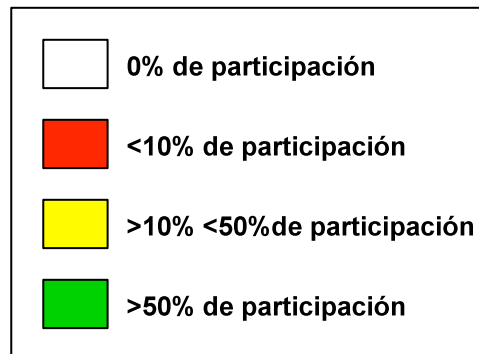 0% de participación
<10% de participación
>10% <50%de participación
>50% de participación